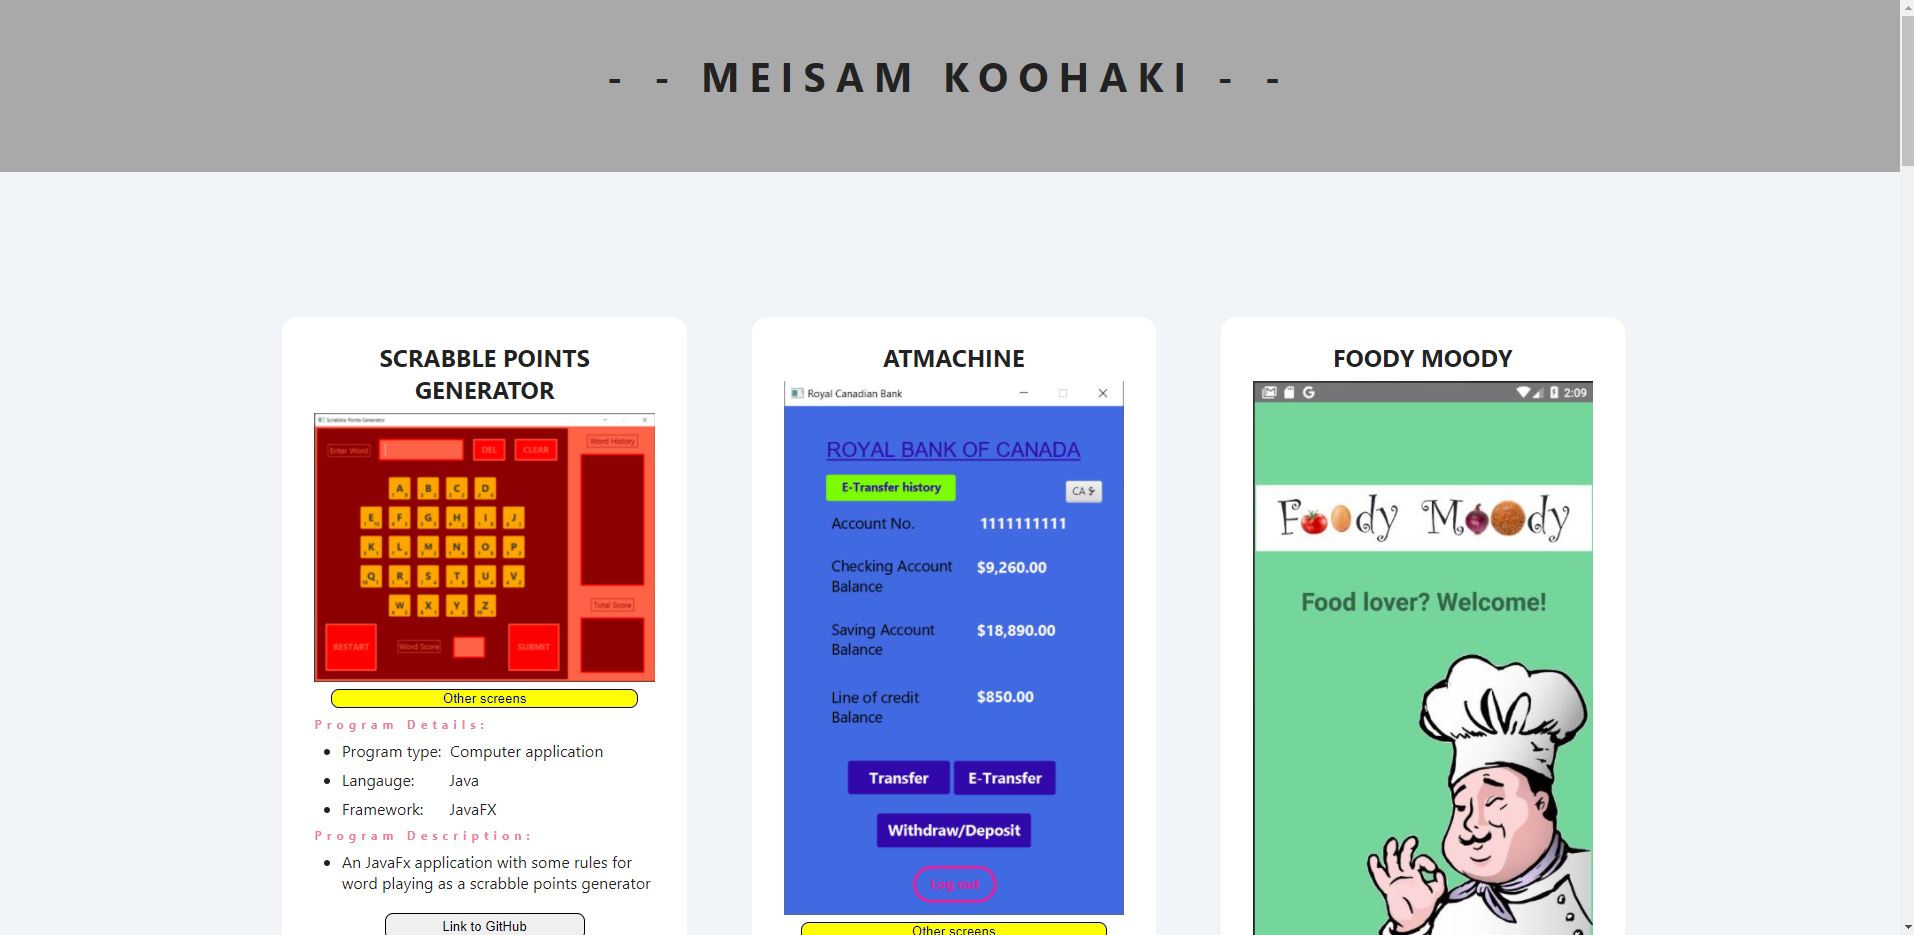 - - MEISAM KOOHAKI - -
SCRABBLE POINTS
GENERATOR
Scrabble Points Generator
Enter Word
DEL
CLEAR
Word History
A B C D
E F G H I J
K L M N O P
Q R S T U V
W X Y Z
Total Score
RESTART
Word Score
SUBMIT
Other screens
Program Details:
Program type: Computer application
Langauge: Java
Framework: JavaFX
Program Description:
An JavaFx application with some rules for
word playing as a scrabble points generator
Link to GitHub
ATMACHINE
Royal Canadian Bank
ROYAL BANK OF CANADA
E-Transfer history
CA $
Account No. 1111111111
Checking Account
Balance
$9,260.00
Saving Account
Balance
$18,890.00
Line of credit
Balance
$850.00
Transfer
E-Transfer
Withdraw/Deposit
Log out
Other screens
FOODY MOODY
G
2:09
Foody Moody
Food lover? Welcome!